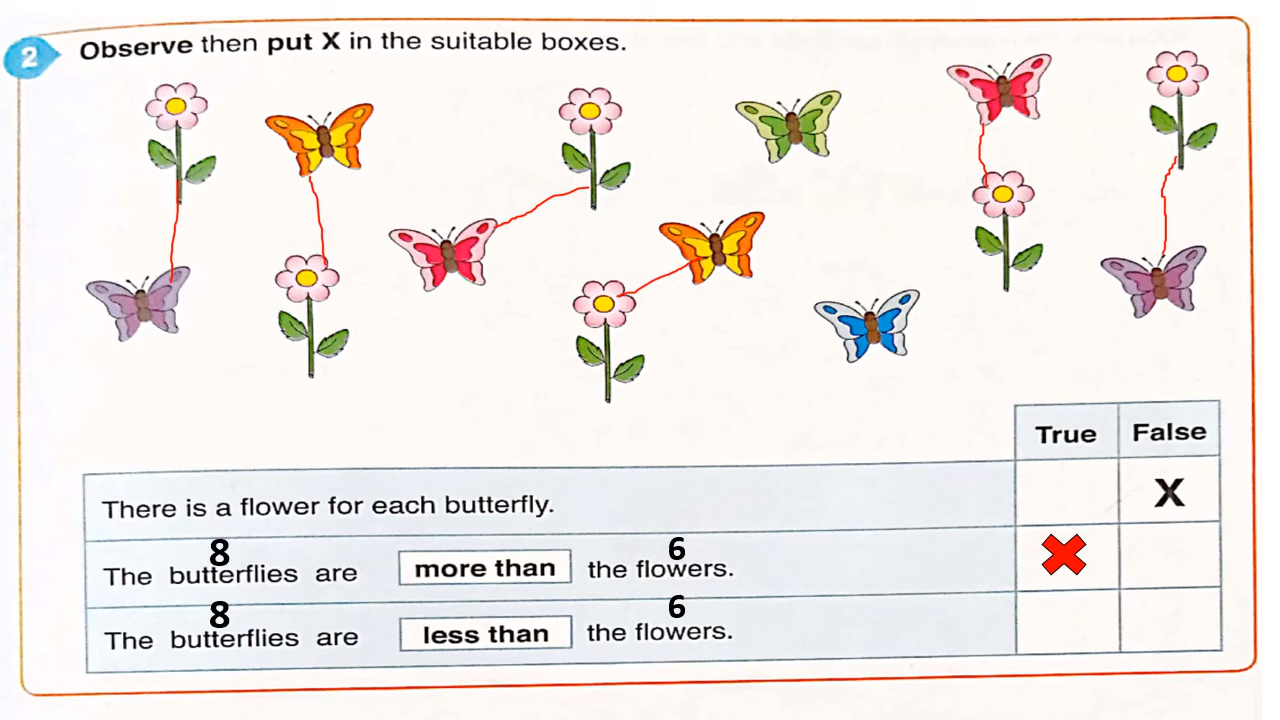 2 Observe then put X in the suitable boxes.
True False
There is a flower for each butterfly. X
8 6
The butterflies are more than the flowers. ✖
8 6
The butterflies are less than the flowers.